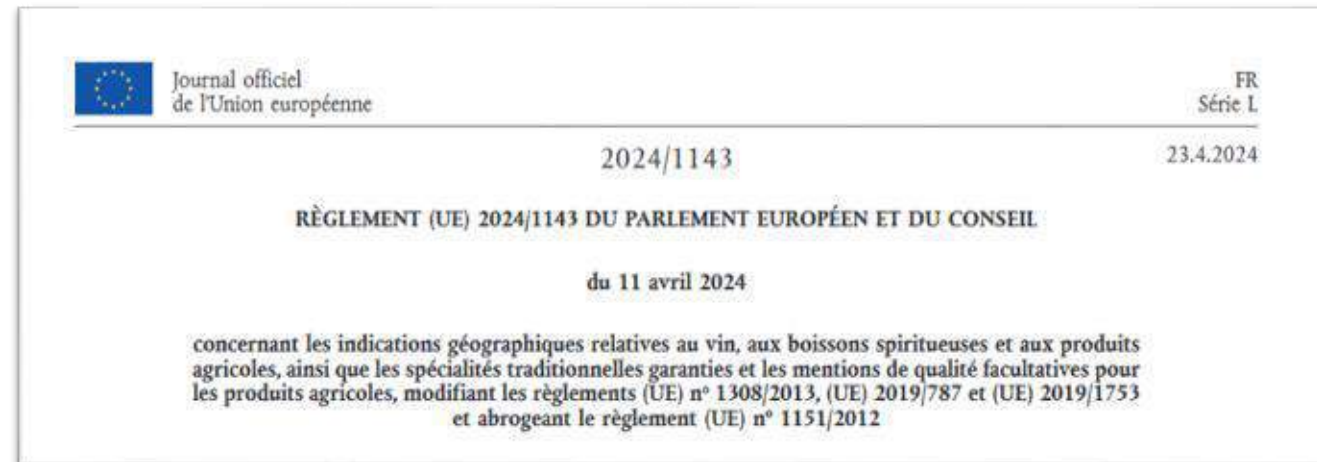 Journal officiel
de l'Union européenne
FR
Série L
2024/1143
23.4.2024
RÈGLEMENT (UE) 2024/1143 DU PARLEMENT EUROPÉEN ET DU CONSEIL
du 11 avril 2024
concernant les indications géographiques relatives au vin, aux boissons spiritueuses et aux produits
agricoles, ainsi que les spécialités traditionnelles garanties et les mentions de qualité facultatives pour
les produits agricoles, modifiant les règlements (UE) nº 1308/2013, (UE) 2019/787 et (UE) 2019/1753
et abrogeant le règlement (UE) nº 1151/2012